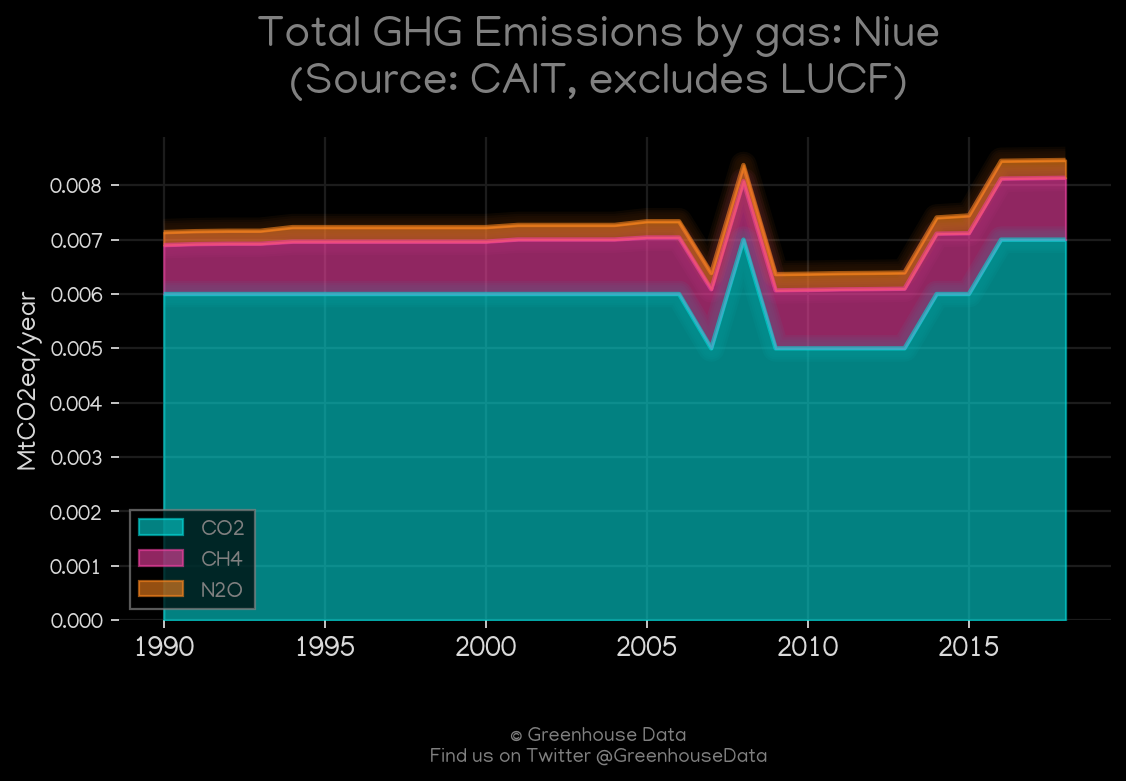 Total GHG Emissions by gas: Niue
(Source: CAIT, excludes LUCF)
MtCO2eq/year
0.008
0.007
0.006
0.005
0.004
0.003
0.002
0.001
0.000
CO2
CH4
N2O
1990 1995 2000 2005 2010 2015
© Greenhouse Data
Find us on Twitter @GreenhouseData